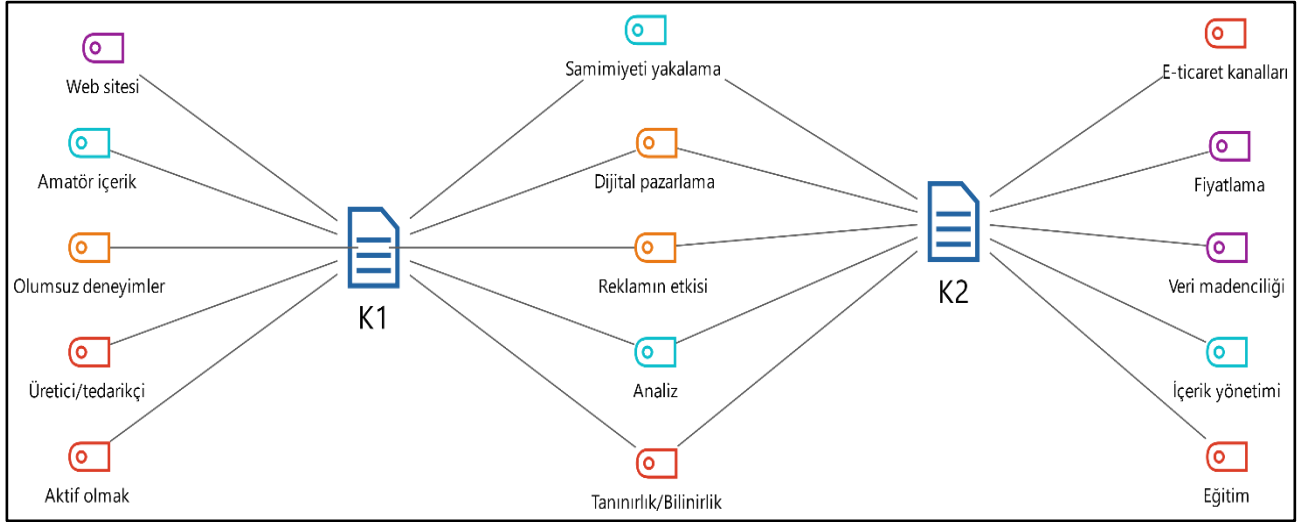 Web sitesi
Samimiyeti yakalama
E-ticaret kanalları
Amatör içerik
Dijital pazarlama
Fiyatlama
Olumsuz deneyimler
K1
Reklamın etkisi
K2
Veri madenciliği
Üretici/tedarikçi
Analiz
İçerik yönetimi
Aktif olmak
Tanınırlık/Bilinirlik
Eğitim